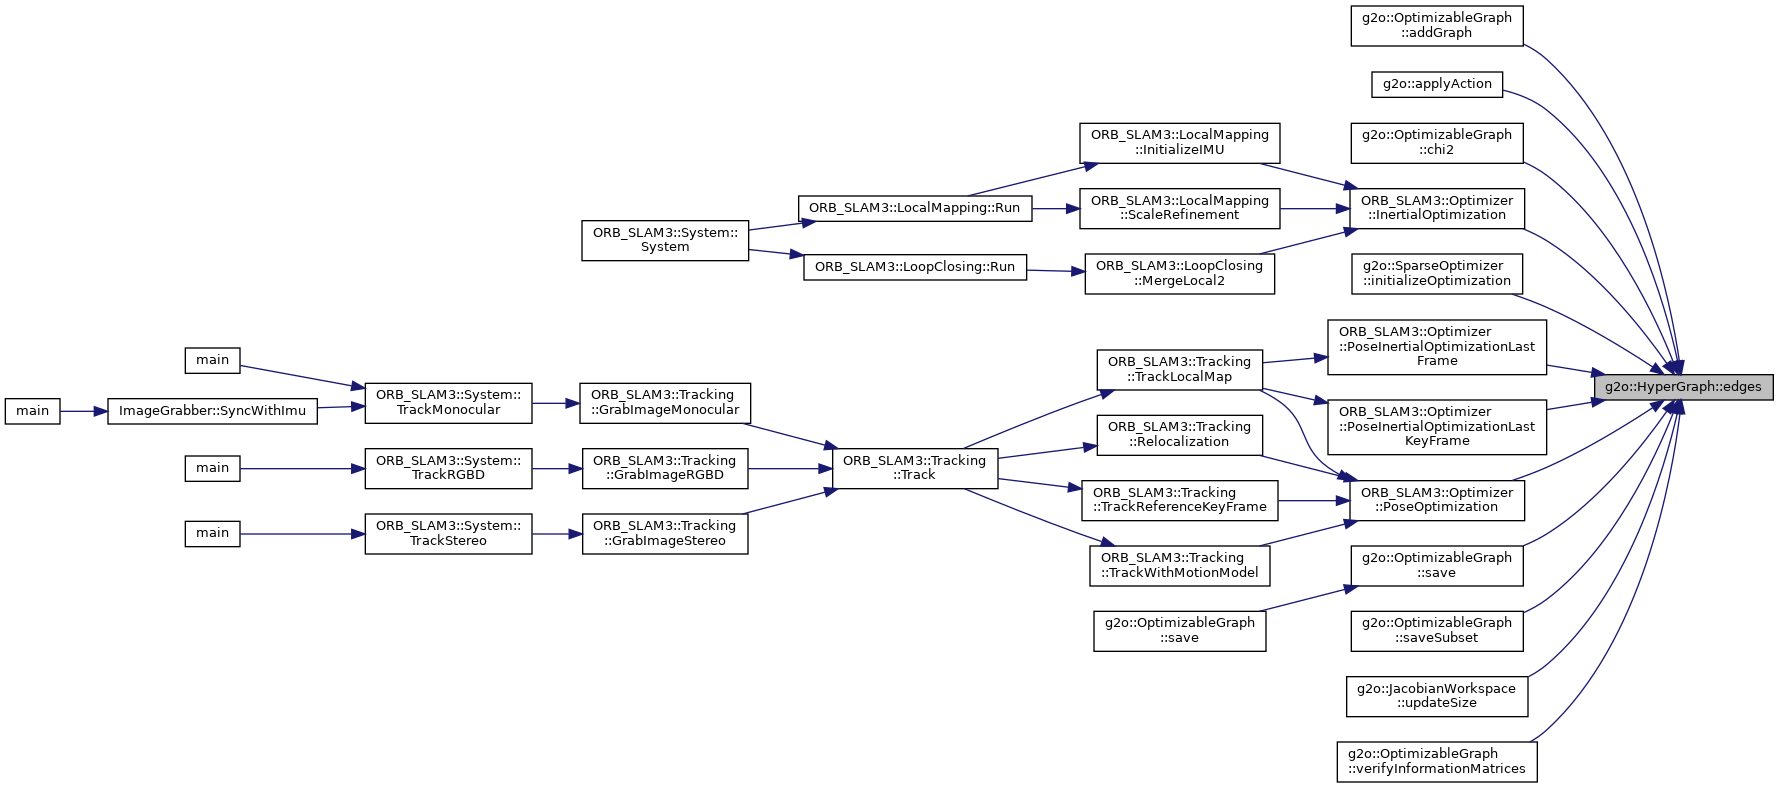 g2o::OptimizableGraph
::addGraph
g2o::applyAction
g2o::OptimizableGraph
::chi2
ORB_SLAM3::LocalMapping
::InitializeIMU
ORB_SLAM3::LocalMapping::Run
ORB_SLAM3::LocalMapping
::ScaleRefinement
ORB_SLAM3::Optimizer
::InertialOptimization
ORB_SLAM3::System::
System
ORB_SLAM3::LoopClosing::Run
ORB_SLAM3::LoopClosing
::MergeLocal2
g2o::SparseOptimizer
::initializeOptimization
ORB_SLAM3::Optimizer
::PoseInertialOptimizationLast
Frame
main
ORB_SLAM3::Tracking
::TrackLocalMap
g2o::HyperGraph::edges
main
ImageGrabber::SyncWithImu
ORB_SLAM3::System::
TrackMonocular
ORB_SLAM3::Tracking
::GrabImageMonocular
ORB_SLAM3::Optimizer
::PoseInertialOptimizationLast
KeyFrame
ORB_SLAM3::Tracking
::Relocalization
main
ORB_SLAM3::System::
TrackRGBD
ORB_SLAM3::Tracking
::GrabImageRGBD
ORB_SLAM3::Tracking
::Track
ORB_SLAM3::Tracking
::TrackReferenceKeyFrame
ORB_SLAM3::Optimizer
::PoseOptimization
main
ORB_SLAM3::System::
TrackStereo
ORB_SLAM3::Tracking
::GrabImageStereo
ORB_SLAM3::Tracking
::TrackWithMotionModel
g2o::OptimizableGraph
::save
g2o::OptimizableGraph
::save
g2o::OptimizableGraph
::saveSubset
g2o::JacobianWorkspace
::updateSize
g2o::OptimizableGraph
::verifyInformationMatrices